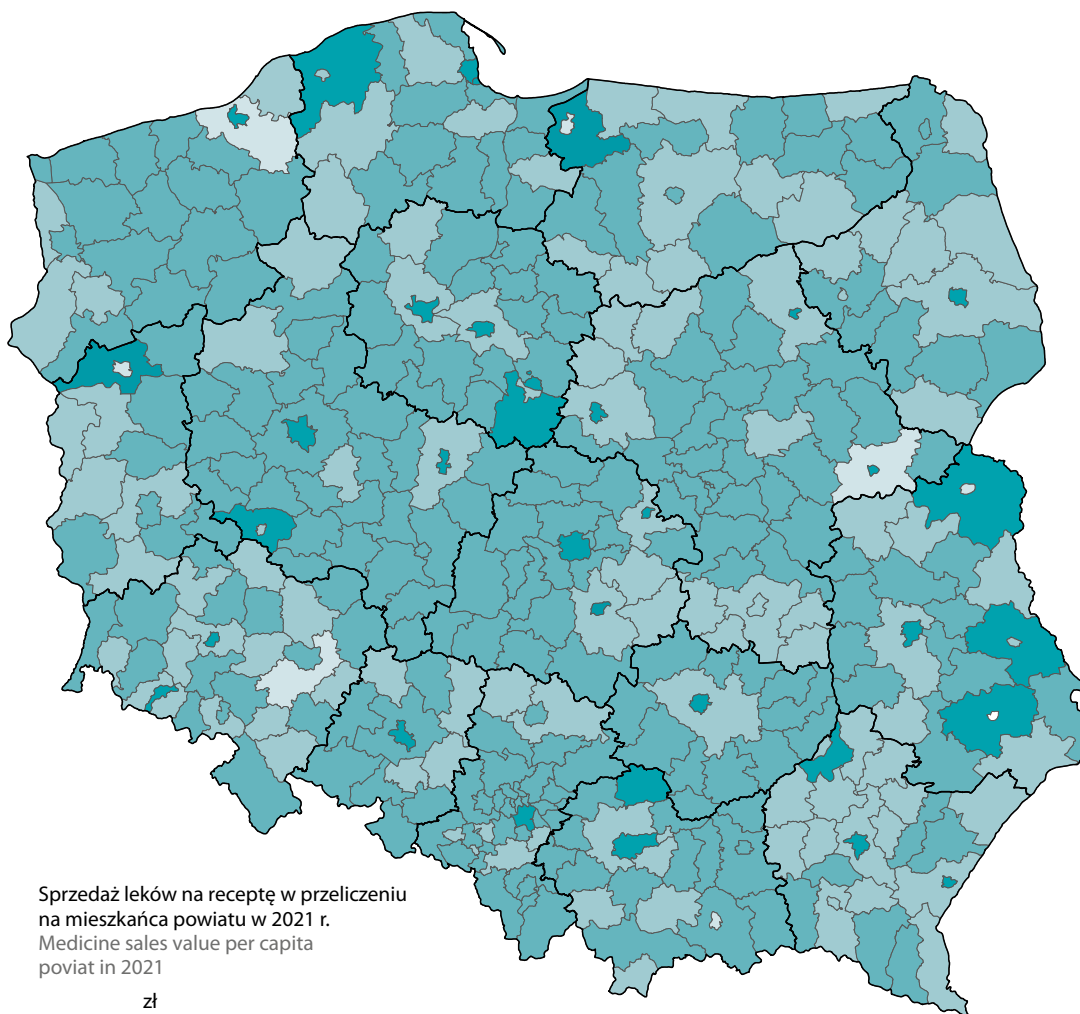 Sprzedaż leków na receptę w przeliczeniu
na mieszkańca powiatu w 2021 r.
Medicine sales value per capita
poviat in 2021
zł